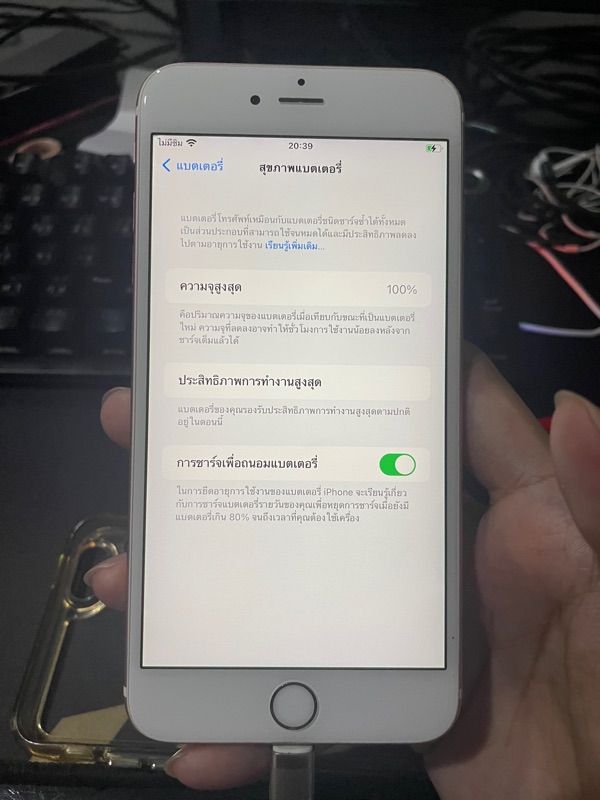 ไม่มีซิม
20:39
แบตเตอรี่
สุขภาพแบตเตอรี่
แบตเตอรี่โทรศัพท์เหมือนกับแบตเตอรี่ชนิดชาร์จซ้ำได้ทั้งหมด
เป็นส่วนประกอบที่สามารถใช้จนหมดได้และมีประสิทธิภาพลดลง
ไปตามอายุการใช้งาน เรียนรู้เพิ่มเติม...
ความจุสูงสุด
100%
คือปริมาณความจุของแบตเตอรี่เมื่อเทียบกับขณะที่เป็นแบตเตอรี่
ใหม่ ความจุที่ลดลงอาจทำให้ชั่วโมงการใช้งานน้อยลงหลังจาก
ชาร์จเต็มแล้วได้
ประสิทธิภาพการทำงานสูงสุด
แบตเตอรี่ของคุณรองรับประสิทธิภาพการทำงานสูงสุดตามปกติ
อยู่ในตอนนี้
การชาร์จเพื่อถนอมแบตเตอรี่
ในการยืดอายุการใช้งานของแบตเตอรี่ iPhone จะเรียนรู้เกี่ยว
กับการชาร์จแบตเตอรี่รายวันของคุณเพื่อหยุดการชาร์จเมื่อยังมี
แบตเตอรี่เกิน 80% จนถึงเวลาที่คุณต้องใช้เครื่อง